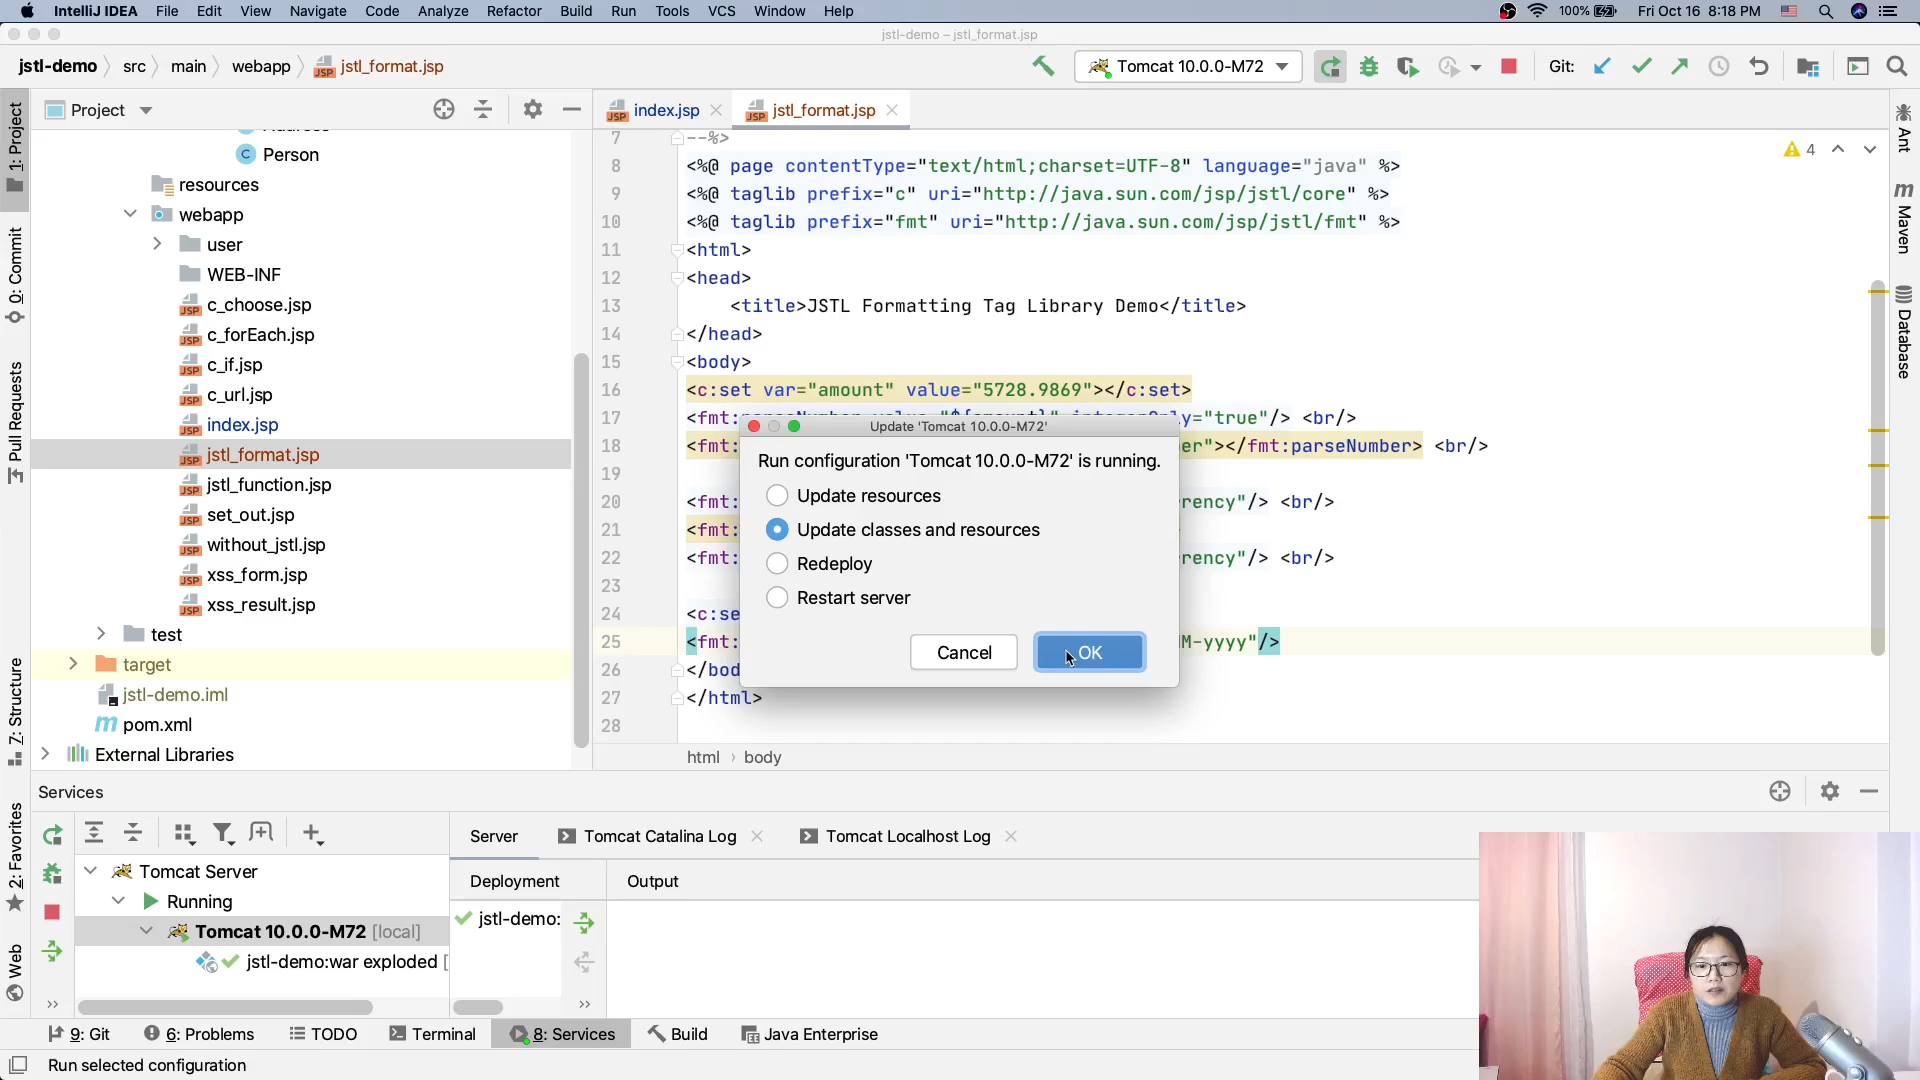 IntelliJ IDEA File Edit View Navigate Code Analyze Refactor Build Run Tools VCS Window Help 100% Fri Oct 16 8:18 PM
jstl-demo – jstl_format.jsp
jstl-demo src main webapp jstl_format.jsp Tomcat 10.0.0-M72 Git:
Project index.jsp jstl_format.jsp
1: Project
0: Commit
Pull Requests
7: Structure
2: Favorites
Web
Person
resources
webapp
user
WEB-INF
c_choose.jsp
c_forEach.jsp
c_if.jsp
c_url.jsp
index.jsp
jstl_format.jsp
jstl_function.jsp
set_out.jsp
without_jstl.jsp
xss_form.jsp
xss_result.jsp
test
target
jstl-demo.iml
pom.xml
External Libraries
7 --%>
8 <%@ page contentType="text/html;charset=UTF-8" language="java" %>
9 <%@ taglib prefix="c" uri="http://java.sun.com/jsp/jstl/core" %>
10 <%@ taglib prefix="fmt" uri="http://java.sun.com/jsp/jstl/fmt" %>
11 <html>
12 <head>
13 <title>JSTL Formatting Tag Library Demo</title>
14 </head>
15 <body>
16 <c:set var="amount" value="5728.9869"></c:set>
17 <fmt: ="true"/> <br/>
18 <fmt: er"></fmt:parseNumber> <br/>
19
20 <fmt: rency"/> <br/>
21 <fmt:
22 <fmt: rency"/> <br/>
23
24 <c:se
25 <fmt: M-yyyy"/>
26 </bod
27 </html>
28
4
html › body
Ant
Maven
Database
Update 'Tomcat 10.0.0-M72'
Run configuration 'Tomcat 10.0.0-M72' is running.
Update resources
Update classes and resources
Redeploy
Restart server
Cancel OK
Services
Server Tomcat Catalina Log Tomcat Localhost Log
Tomcat Server
Running
Tomcat 10.0.0-M72 [local]
jstl-demo:war exploded [
Deployment Output
jstl-demo:
9: Git 6: Problems TODO Terminal 8: Services Build Java Enterprise
Run selected configuration